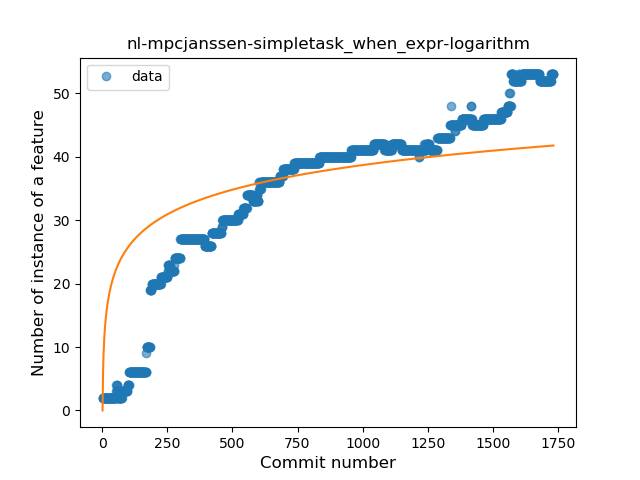 nl-mpcjanssen-simpletask_when_expr-logarithm
data
Number of instance of a feature
50
40
30
20
10
0
0 250 500 750 1000 1250 1500 1750
Commit number